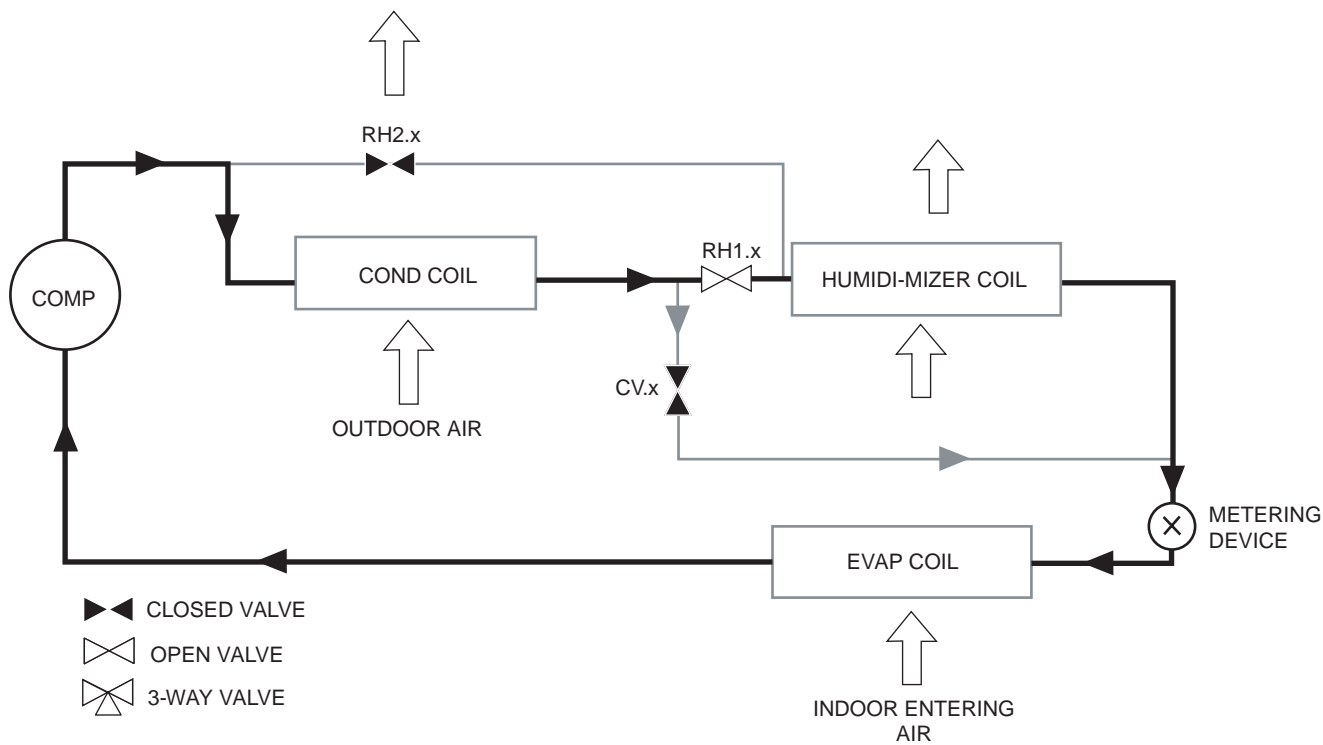 RH2.x
RH1.x
COND COIL
HUMIDI-MIZER COIL
COMP
CV.x
OUTDOOR AIR
METERING
DEVICE
EVAP COIL
CLOSED VALVE
OPEN VALVE
3-WAY VALVE
INDOOR ENTERING
AIR